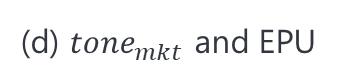 (d) tone_mkt and EPU